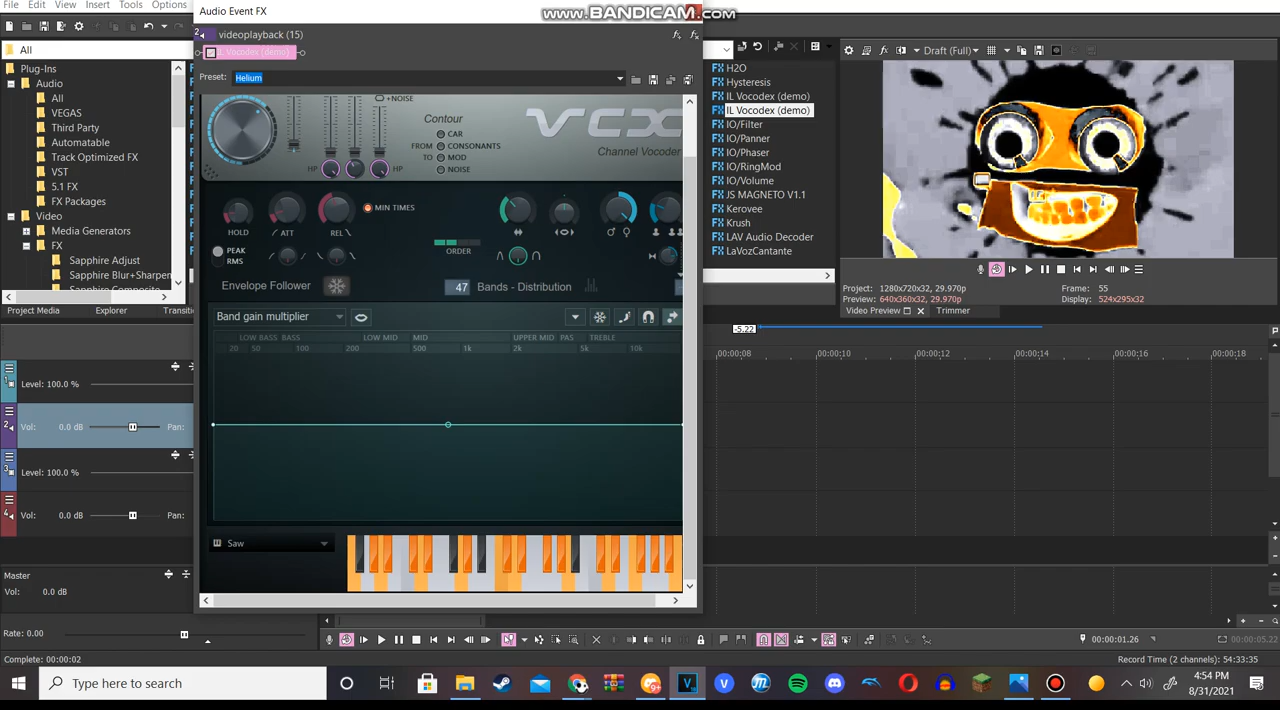 File Edit View Insert Tools Options
Audio Event FX
www.BANDICAM.com
All
videoplayback (15)
IL Vocodex (demo)
Preset: Helium
Draft (Full)
Plug-Ins
Audio
All
VEGAS
Third Party
Automatable
Track Optimized FX
VST
5.1 FX
FX Packages
Video
Media Generators
FX
Sapphire Adjust
Sapphire Blur+Sharpen
Sapphire Composite
Project Media Explorer
+NOISE
Contour
CAR
FROM CONSONANTS
TO MOD
NOISE
HP HP
VCX
Channel Vocoder
HOLD ATT REL
MIN TIMES
PEAK
RMS
ORDER
Envelope Follower
47 Bands - Distribution
Band gain multiplier
LOW BASS BASS LOW MID MID UPPER MID PAS TREBLE
20 50 100 200 500 1k 2k 5k 10k
Saw
H2O
Hysteresis
IL Vocodex (demo)
IL Vocodex (demo)
IO/Filter
IO/Panner
IO/Phaser
IO/RingMod
IO/Volume
JS MAGNETO V1.1
Kerovee
Krush
LAV Audio Decoder
LaVozCantante
Project: 1280x720x32, 29.970p
Preview: 640x360x32, 29.970p
Frame: 55
Display: 524x295x32
Video Preview Trimmer
-5.22
00:00:08 00:00:10 00:00:12 00:00:14 00:00:16 00:00:18
1
Level: 100.0 %
2
Vol: 0.0 dB Pan:
3
Level: 100.0 %
4
Vol: 0.0 dB Pan:
Master
Vol: 0.0 dB
Rate: 0.00
00:00:01.26
00:00:05.22
Complete: 00:00:02
Record Time (2 channels): 54:33:35
Type here to search
4:54 PM
8/31/2021